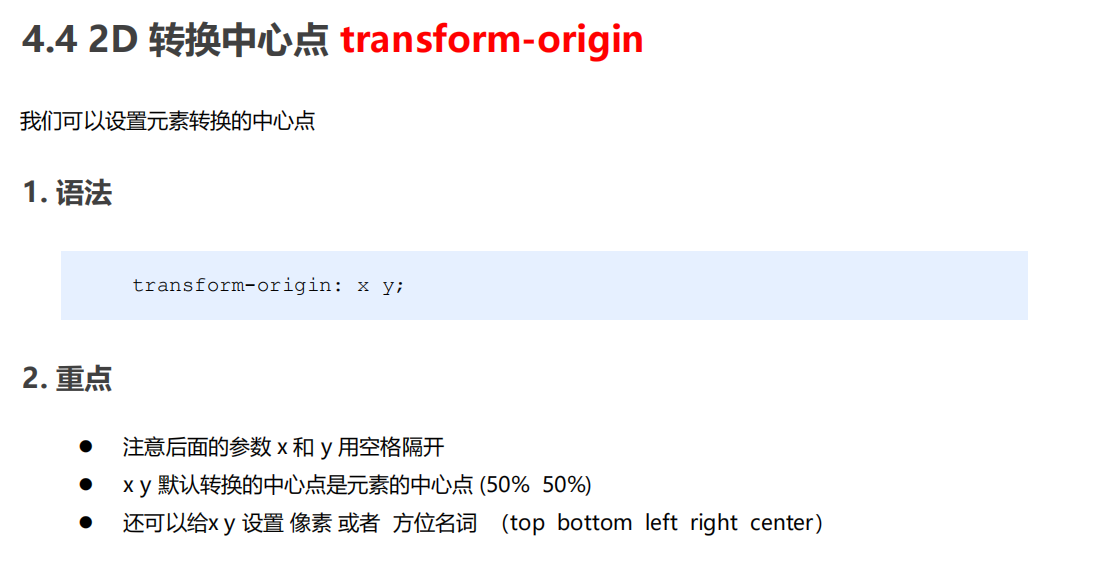 4.4 2D 转换中心点 transform-origin
我们可以设置元素转换的中心点
1. 语法
transform-origin: x y;
2. 重点
● 注意后面的参数 x 和 y 用空格隔开
● x y 默认转换的中心点是元素的中心点 (50% 50%)
● 还可以给x y 设置 像素 或者 方位名词 （top bottom left right center）